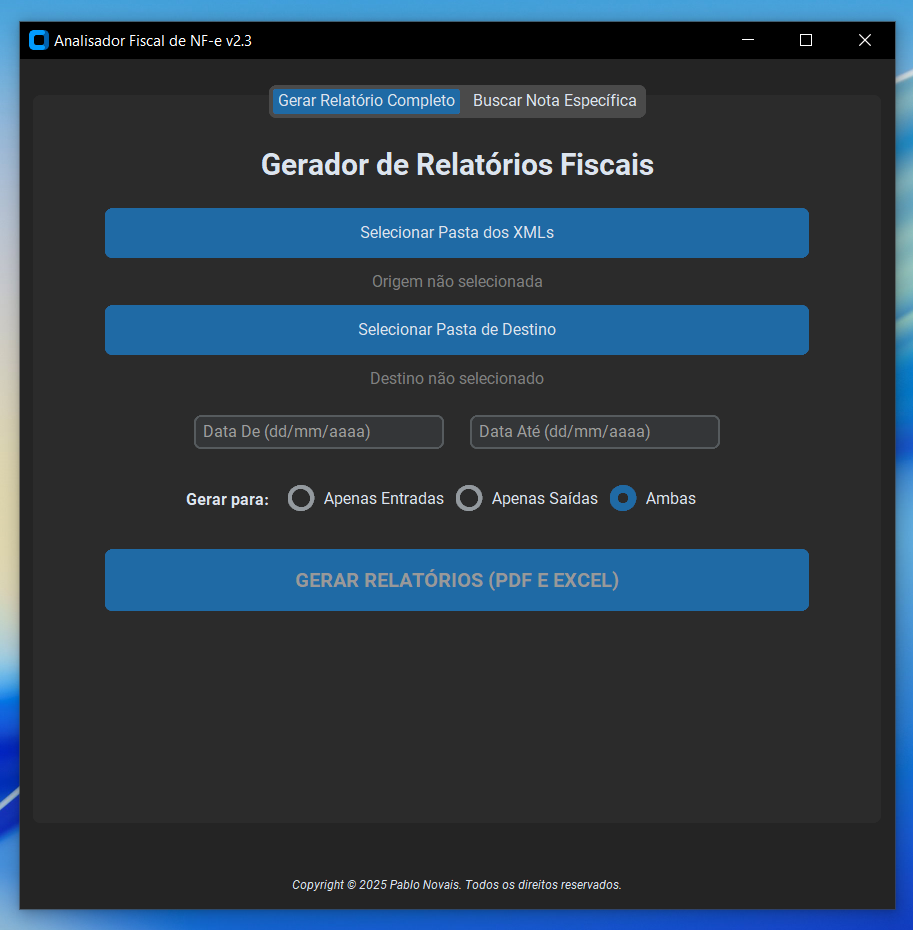 Analisador Fiscal de NF-e v2.3
Gerar Relatório Completo Buscar Nota Específica
Gerador de Relatórios Fiscais
Selecionar Pasta dos XMLs
Origem não selecionada
Selecionar Pasta de Destino
Destino não selecionado
Data De (dd/mm/aaaa) Data Até (dd/mm/aaaa)
Gerar para: Apenas Entradas Apenas Saídas Ambas
GERAR RELATÓRIOS (PDF E EXCEL)
Copyright © 2025 Pablo Novais. Todos os direitos reservados.